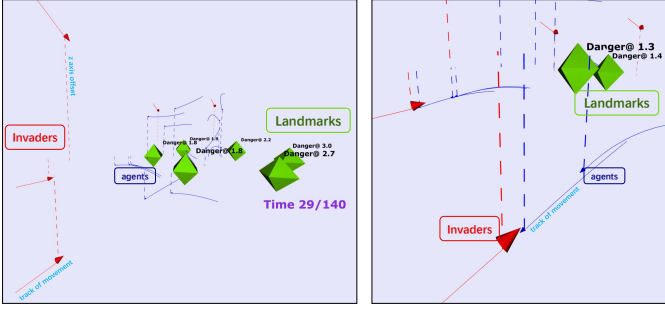 z axis offset
Invaders
Landmarks
Danger@ 1.8
Danger@ 2.2
Danger@ 1.8
Danger@ 3.0
Danger@ 2.7
agents
Time 29/140
track of movement
Danger@ 1.3
Danger@ 1.4
Landmarks
agents
Invaders
track of movement